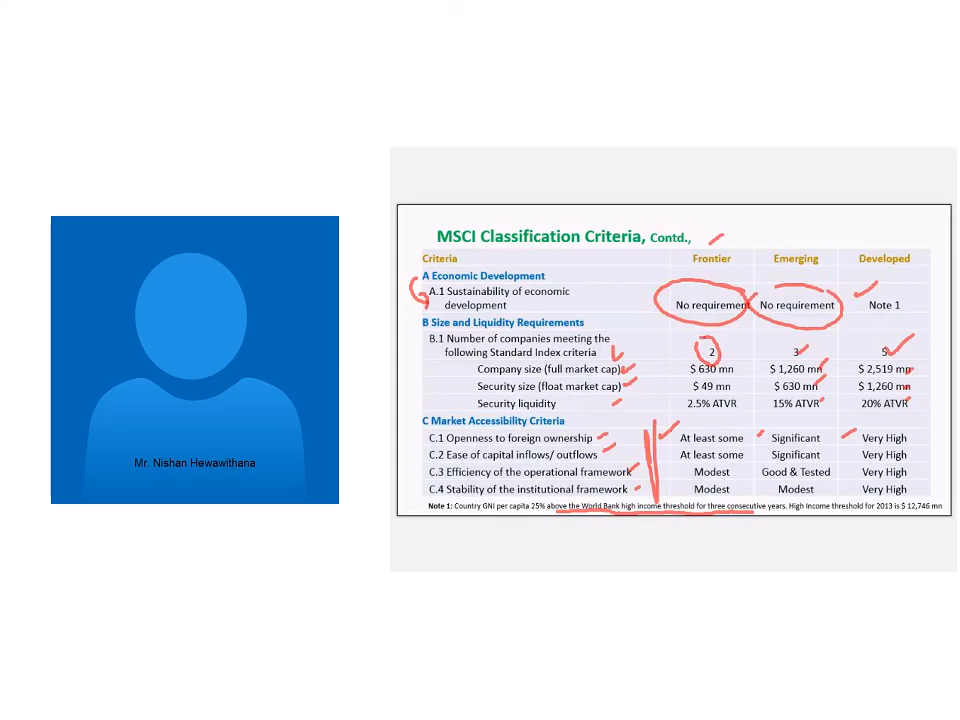 Mr. Nishan Hewawithana
MSCI Classification Criteria, Contd.,
Criteria Frontier Emerging Developed
A Economic Development
A.1 Sustainability of economic
development No requirement No requirement Note 1
B Size and Liquidity Requirements
B.1 Number of companies meeting the
following Standard Index criteria 2 3 5
Company size (full market cap) $ 630 mn $ 1,260 mn $ 2,519 mn
Security size (float market cap) $ 49 mn $ 630 mn $ 1,260 mn
Security liquidity 2.5% ATVR 15% ATVR 20% ATVR
C Market Accessibility Criteria
C.1 Openness to foreign ownership At least some Significant Very High
C.2 Ease of capital inflows/ outflows At least some Significant Very High
C.3 Efficiency of the operational framework Modest Good & Tested Very High
C.4 Stability of the institutional framework Modest Modest Very High
Note 1: Country GNI per capita 25% above the World Bank high income threshold for three consecutive years. High Income threshold for 2013 is $ 12,746 mn